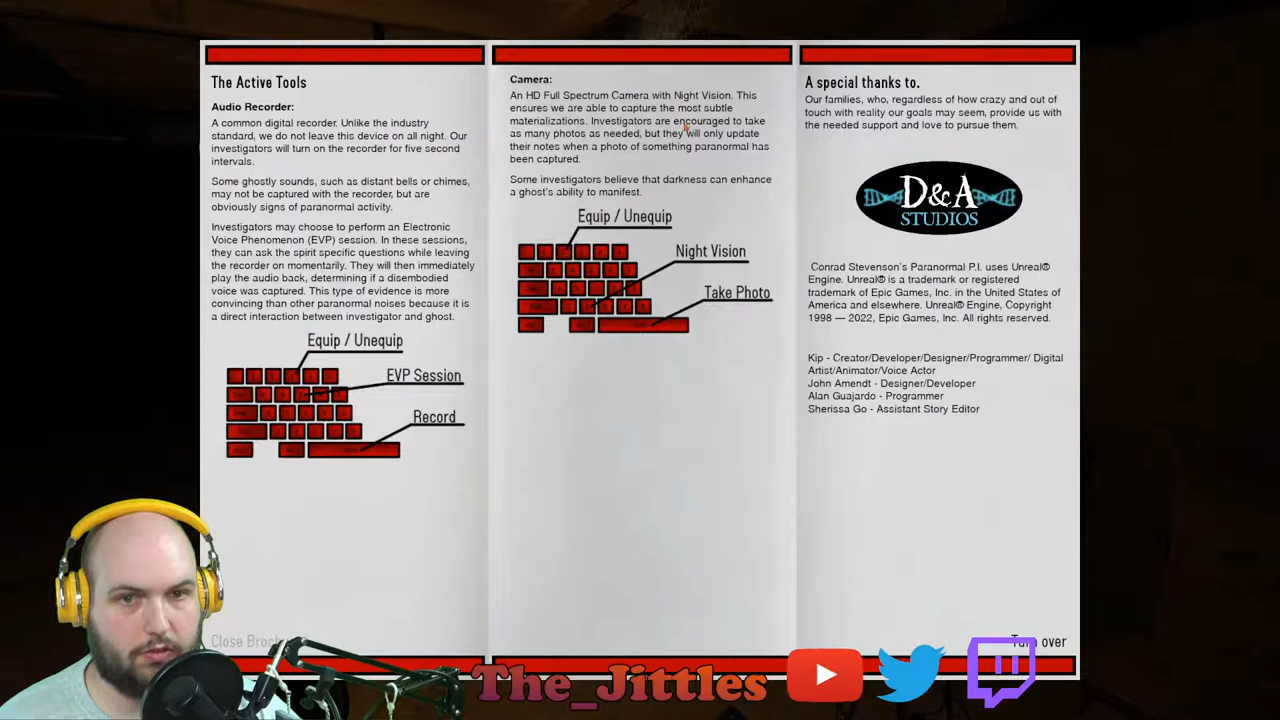 The Active Tools
Audio Recorder:
A common digital recorder. Unlike the industry
standard, we do not leave this device on all night. Our
investigators will turn on the recorder for five second
intervals.
Some ghostly sounds, such as distant bells or chimes,
may not be captured with the recorder, but are
obviously signs of paranormal activity.
Investigators may choose to perform an Electronic
Voice Phenomenon (EVP) session. In these sessions,
they can ask the spirit specific questions while leaving
the recorder on momentarily. They will then immediately
play the audio back, determining if a disembodied
voice was captured. This type of evidence is more
convincing than other paranormal noises because it is
a direct interaction between investigator and ghost.
Equip / Unequip
EVP Session
Record
Close
Camera:
An HD Full Spectrum Camera with Night Vision. This
ensures we are able to capture the most subtle
materializations. Investigators are encouraged to take
as many photos as needed, but they will only update
their notes when a photo of something paranormal has
been captured.
Some investigators believe that darkness can enhance
a ghost's ability to manifest.
Equip / Unequip
Night Vision
Take Photo
A special thanks to.
Our families, who, regardless of how crazy and out of
touch with reality our goals may seem, provide us with
the needed support and love to pursue them.
D&A
STUDIOS
Conrad Stevenson's Paranormal P.I. uses Unreal®
Engine. Unreal® is a trademark or registered
trademark of Epic Games, Inc. in the United States of
America and elsewhere. Unreal® Engine, Copyright
1998 — 2022, Epic Games, Inc. All rights reserved.
Kip - Creator/Developer/Designer/Programmer/ Digital
Artist/Animator/Voice Actor
John Amendt - Designer/Developer
Alan Guajardo - Programmer
Sherissa Go - Assistant Story Editor
Turn over
The_Jittles